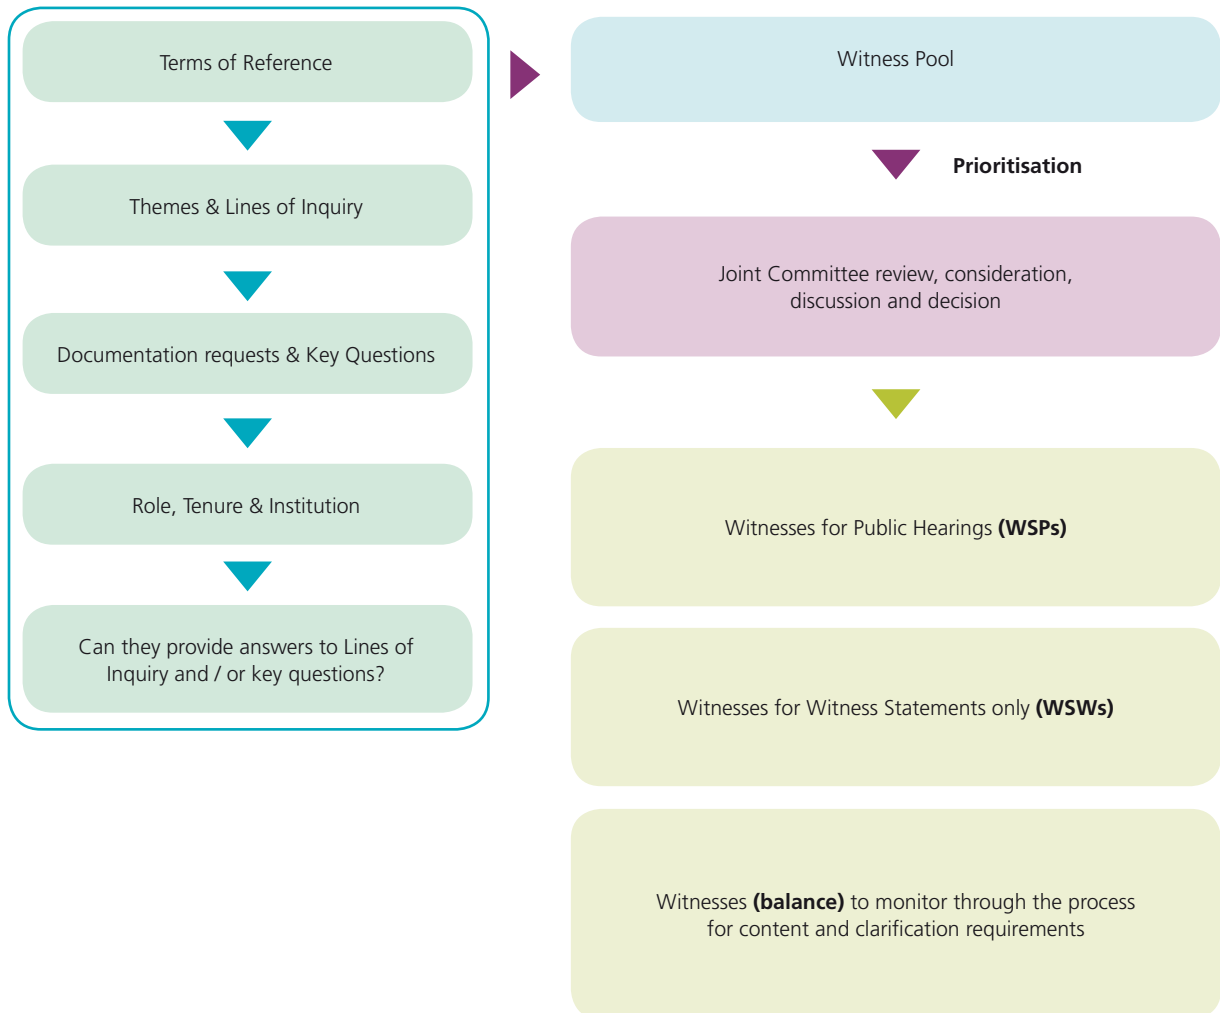 Terms of Reference
Themes & Lines of Inquiry
Documentation requests & Key Questions
Role, Tenure & Institution
Can they provide answers to Lines of
Inquiry and / or key questions?
Witness Pool
Prioritisation
Joint Committee review, consideration,
discussion and decision
Witnesses for Public Hearings (WSPs)
Witnesses for Witness Statements only (WSWs)
Witnesses (balance) to monitor through the process
for content and clarification requirements